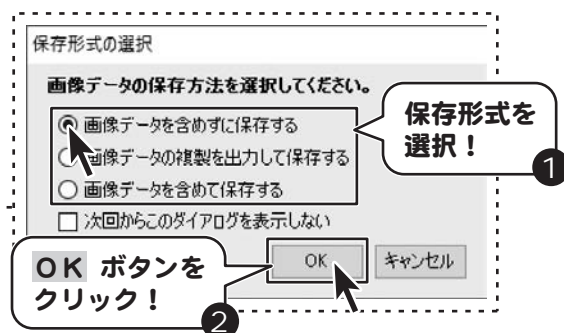 保存形式の選択
画像データの保存方法を選択してください。
画像データを含めずに保存する
画像データの複製を出力して保存する
画像データを含めて保存する
次回からこのダイアログを表示しない
OK
キャンセル
保存形式を
選択！
1
ＯＫ ボタンを
クリック！
2